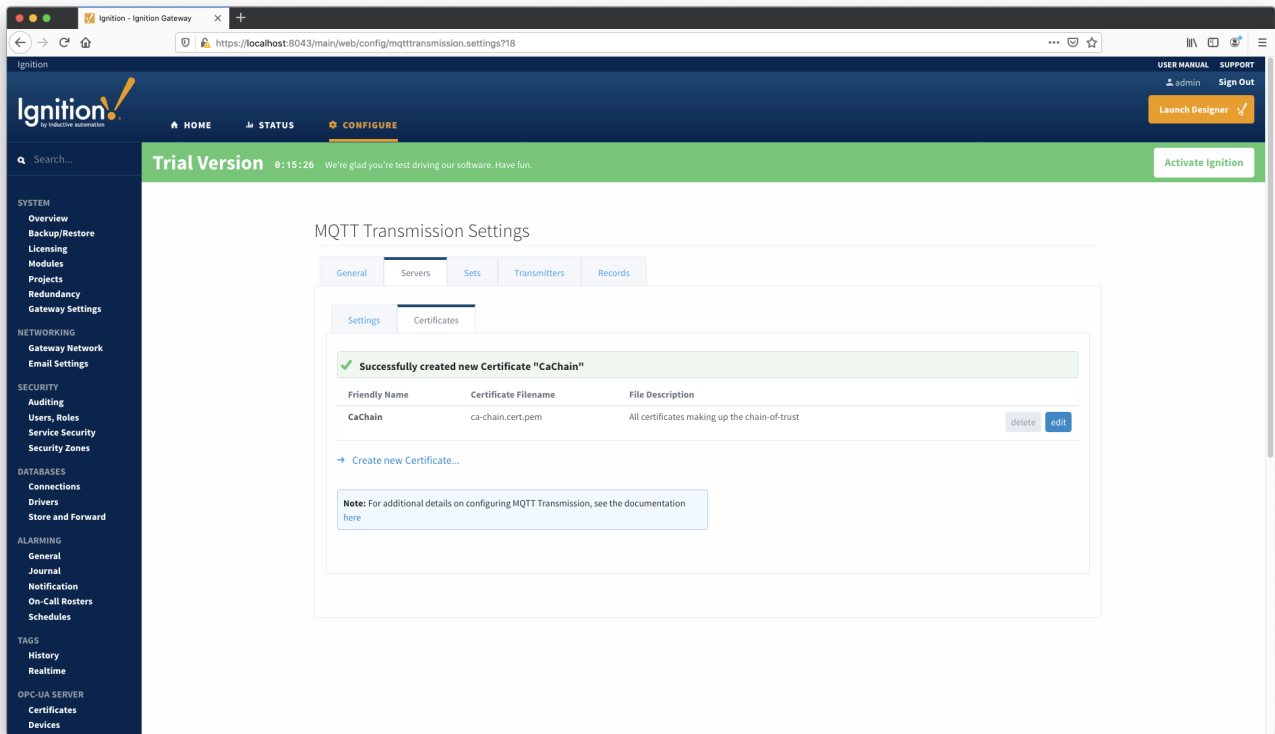 Ignition - Ignition Gateway
https://localhost:8043/main/web/config/mqtttransmission.settings?18
Ignition
USER MANUAL SUPPORT
admin Sign Out
Ignition!
by inductive automation
HOME STATUS CONFIGURE
Launch Designer
Search...
Trial Version 0:15:26 We're glad you're test driving our software. Have fun.
Activate Ignition
SYSTEM
Overview
Backup/Restore
Licensing
Modules
Projects
Redundancy
Gateway Settings
NETWORKING
Gateway Network
Email Settings
SECURITY
Auditing
Users, Roles
Service Security
Security Zones
DATABASES
Connections
Drivers
Store and Forward
ALARMING
General
Journal
Notification
On-Call Rosters
Schedules
TAGS
History
Realtime
OPC-UA SERVER
Certificates
Devices
MQTT Transmission Settings
General Servers Sets Transmitters Records
Settings Certificates
Successfully created new Certificate "CaChain"
Friendly Name Certificate Filename File Description
CaChain ca-chain.cert.pem All certificates making up the chain-of-trust
delete edit
Create new Certificate...
Note: For additional details on configuring MQTT Transmission, see the documentation
here